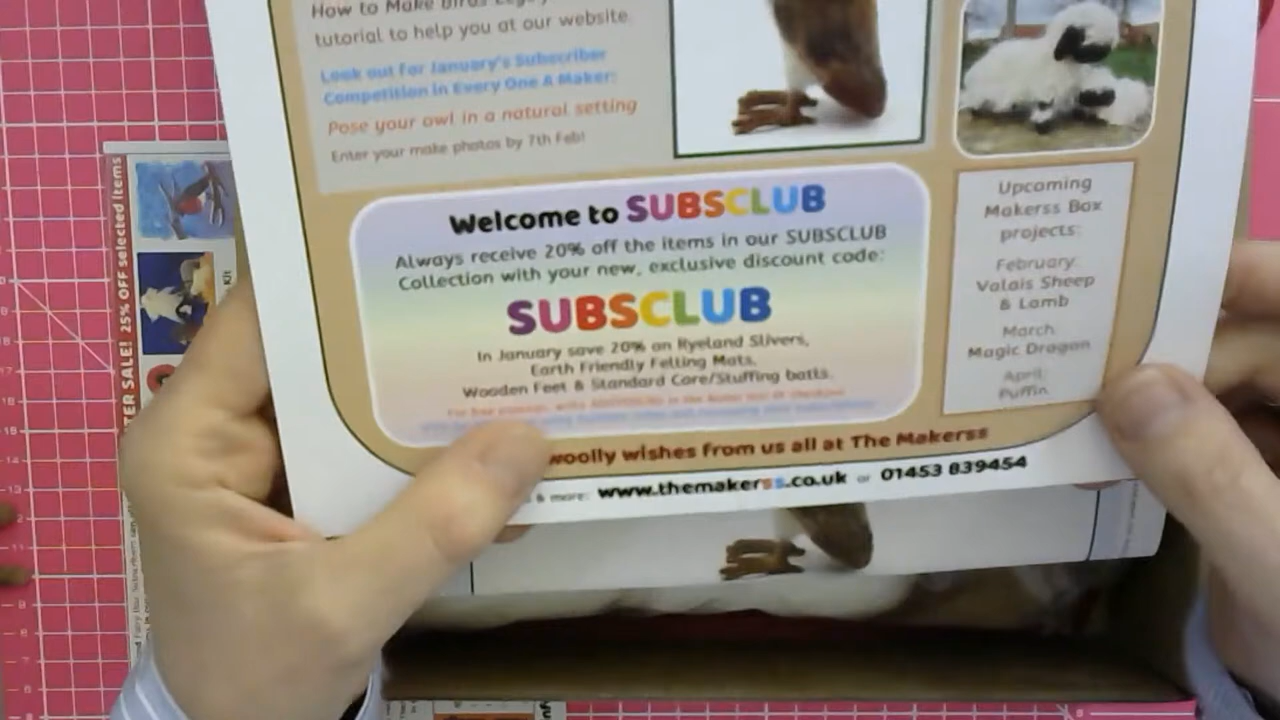 How to Make Birds Legs
tutorial to help you at our website.
Look out for January's Subscriber
Competition in Every One A Maker:
Pose your owl in a natural setting
Enter your make photos by 7th Feb!
Welcome to SUBSCLUB
Always receive 20% off the items in our SUBSCLUB
Collection with your new, exclusive discount code:
SUBSCLUB
In January save 20% on Ryeland Slivers,
Earth Friendly Felting Mats,
Wooden Feet & Standard Core/Stuffing batts.
woolly wishes from us all at The Makerss
& more: www.themakerss.co.uk or 01453 839454
Upcoming
Makerss Box
projects:
February:
Valais Sheep
& Lamb
March
Magic Dragon
April:
Puffin
TER SALE! 25% OFF selected items
Kit